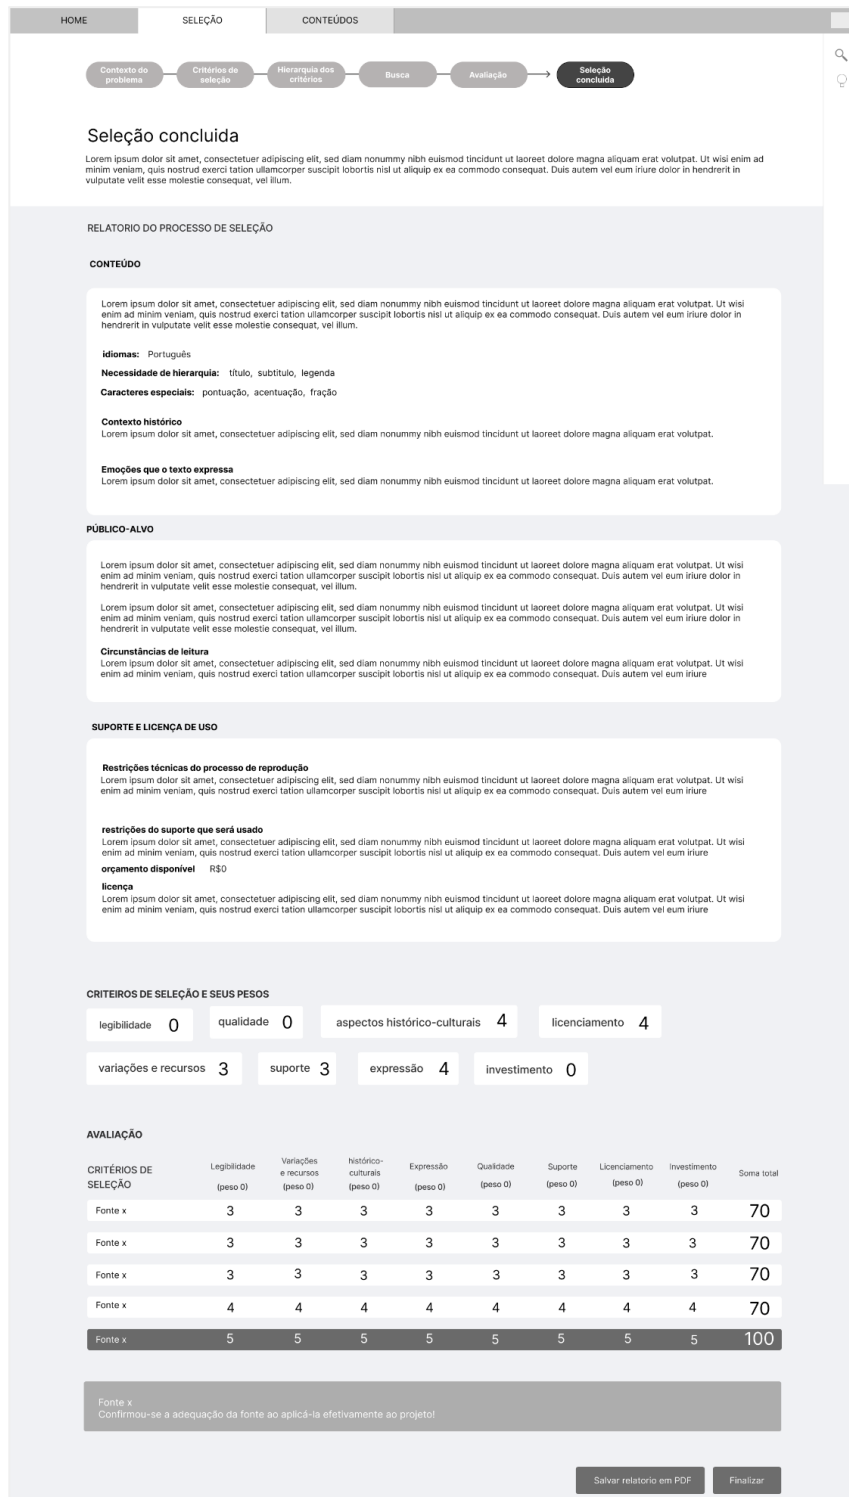 HOME SELEÇÃO CONTEÚDOS
Contexto do problema Critérios de seleção Hierarquia dos critérios Busca Avaliação Seleção concluida
Seleção concluida
Lorem ipsum dolor sit amet, consectetuer adipiscing elit, sed diam nonummy nibh euismod tincidunt ut laoreet dolore magna aliquam erat volutpat. Ut wisi enim ad
minim veniam, quis nostrud exerci tation ullamcorper suscipit lobortis nisl ut aliquip ex ea commodo consequat. Duis autem vel eum iriure dolor in hendrerit in
vulputate velit esse molestie consequat, vel illum.
RELATORIO DO PROCESSO DE SELEÇÃO
CONTEÚDO
Lorem ipsum dolor sit amet, consectetuer adipiscing elit, sed diam nonummy nibh euismod tincidunt ut laoreet dolore magna aliquam erat volutpat. Ut wisi
enim ad minim veniam, quis nostrud exerci tation ullamcorper suscipit lobortis nisl ut aliquip ex ea commodo consequat. Duis autem vel eum iriure dolor in
hendrerit in vulputate velit esse molestie consequat, vel illum.
idiomas: Português
Necessidade de hierarquia: título, subtitulo, legenda
Caracteres especiais: pontuação, acentuação, fração
Contexto histórico
Lorem ipsum dolor sit amet, consectetuer adipiscing elit, sed diam nonummy nibh euismod tincidunt ut laoreet dolore magna aliquam erat volutpat.
Emoções que o texto expressa
Lorem ipsum dolor sit amet, consectetuer adipiscing elit, sed diam nonummy nibh euismod tincidunt ut laoreet dolore magna aliquam erat volutpat.
PÚBLICO-ALVO
Lorem ipsum dolor sit amet, consectetuer adipiscing elit, sed diam nonummy nibh euismod tincidunt ut laoreet dolore magna aliquam erat volutpat. Ut wisi
enim ad minim veniam, quis nostrud exerci tation ullamcorper suscipit lobortis nisl ut aliquip ex ea commodo consequat. Duis autem vel eum iriure dolor in
hendrerit in vulputate velit esse molestie consequat, vel illum.
Lorem ipsum dolor sit amet, consectetuer adipiscing elit, sed diam nonummy nibh euismod tincidunt ut laoreet dolore magna aliquam erat volutpat. Ut wisi
enim ad minim veniam, quis nostrud exerci tation ullamcorper suscipit lobortis nisl ut aliquip ex ea commodo consequat. Duis autem vel eum iriure dolor in
hendrerit in vulputate velit esse molestie consequat, vel illum.
Circunstâncias de leitura
Lorem ipsum dolor sit amet, consectetuer adipiscing elit, sed diam nonummy nibh euismod tincidunt ut laoreet dolore magna aliquam erat volutpat. Ut wisi
enim ad minim veniam, quis nostrud exerci tation ullamcorper suscipit lobortis nisl ut aliquip ex ea commodo consequat. Duis autem vel eum iriure
SUPORTE E LICENÇA DE USO
Restrições técnicas do processo de reprodução
Lorem ipsum dolor sit amet, consectetuer adipiscing elit, sed diam nonummy nibh euismod tincidunt ut laoreet dolore magna aliquam erat volutpat. Ut wisi
enim ad minim veniam, quis nostrud exerci tation ullamcorper suscipit lobortis nisl ut aliquip ex ea commodo consequat. Duis autem vel eum iriure
restrições do suporte que será usado
Lorem ipsum dolor sit amet, consectetuer adipiscing elit, sed diam nonummy nibh euismod tincidunt ut laoreet dolore magna aliquam erat volutpat. Ut wisi
enim ad minim veniam, quis nostrud exerci tation ullamcorper suscipit lobortis nisl ut aliquip ex ea commodo consequat. Duis autem vel eum iriure
orçamento disponível R$0
licença
Lorem ipsum dolor sit amet, consectetuer adipiscing elit, sed diam nonummy nibh euismod tincidunt ut laoreet dolore magna aliquam erat volutpat. Ut wisi
enim ad minim veniam, quis nostrud exerci tation ullamcorper suscipit lobortis nisl ut aliquip ex ea commodo consequat. Duis autem vel eum iriure
CRITEIROS DE SELEÇÃO E SEUS PESOS
legibilidade 0 qualidade 0 aspectos histórico-culturais 4 licenciamento 4
variações e recursos 3 suporte 3 expressão 4 investimento 0
AVALIAÇÃO
CRITÉRIOS DE SELEÇÃO Legibilidade (peso 0) Variações e recursos (peso 0) histórico-culturais (peso 0) Expressão (peso 0) Qualidade (peso 0) Suporte (peso 0) Licenciamento (peso 0) Investimento (peso 0) Soma total
Fonte x 3 3 3 3 3 3 3 3 70
Fonte x 3 3 3 3 3 3 3 3 70
Fonte x 3 3 3 3 3 3 3 3 70
Fonte x 4 4 4 4 4 4 4 4 70
Fonte x 5 5 5 5 5 5 5 5 100
Fonte x
Confirmou-se a adequação da fonte ao aplicá-la efetivamente ao projeto!
Salvar relatorio em PDF Finalizar